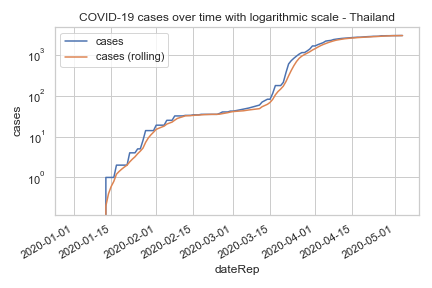 COVID-19 cases over time with logarithmic scale - Thailand
cases
cases (rolling)
10³
10²
10¹
10⁰
cases
2020-01-01
2020-01-15
2020-02-01
2020-02-15
2020-03-01
2020-03-15
2020-04-01
2020-04-15
2020-05-01
dateRep